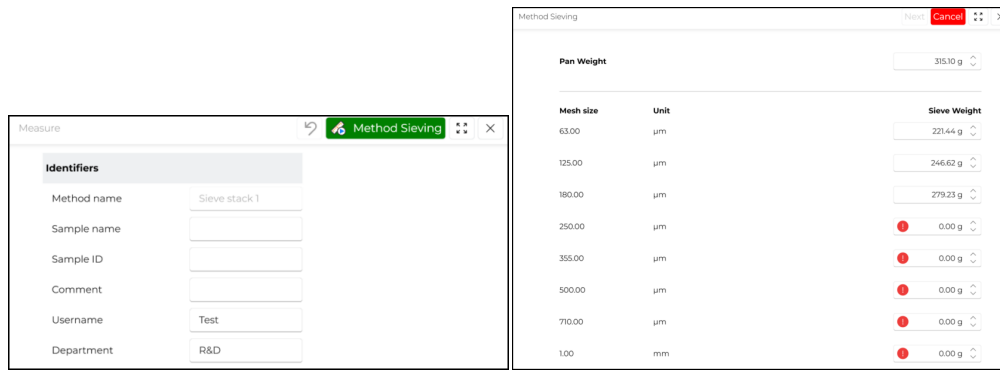 Measure
Method Sieving
Identifiers
Method name Sieve stack 1
Sample name
Sample ID
Comment
Username Test
Department R&D
Method Sieving Next Cancel
Pan Weight 315.10 g
Mesh size Unit Sieve Weight
63.00 µm 221.44 g
125.00 µm 246.62 g
180.00 µm 279.23 g
250.00 µm 0.00 g
355.00 µm 0.00 g
500.00 µm 0.00 g
710.00 µm 0.00 g
1.00 mm 0.00 g